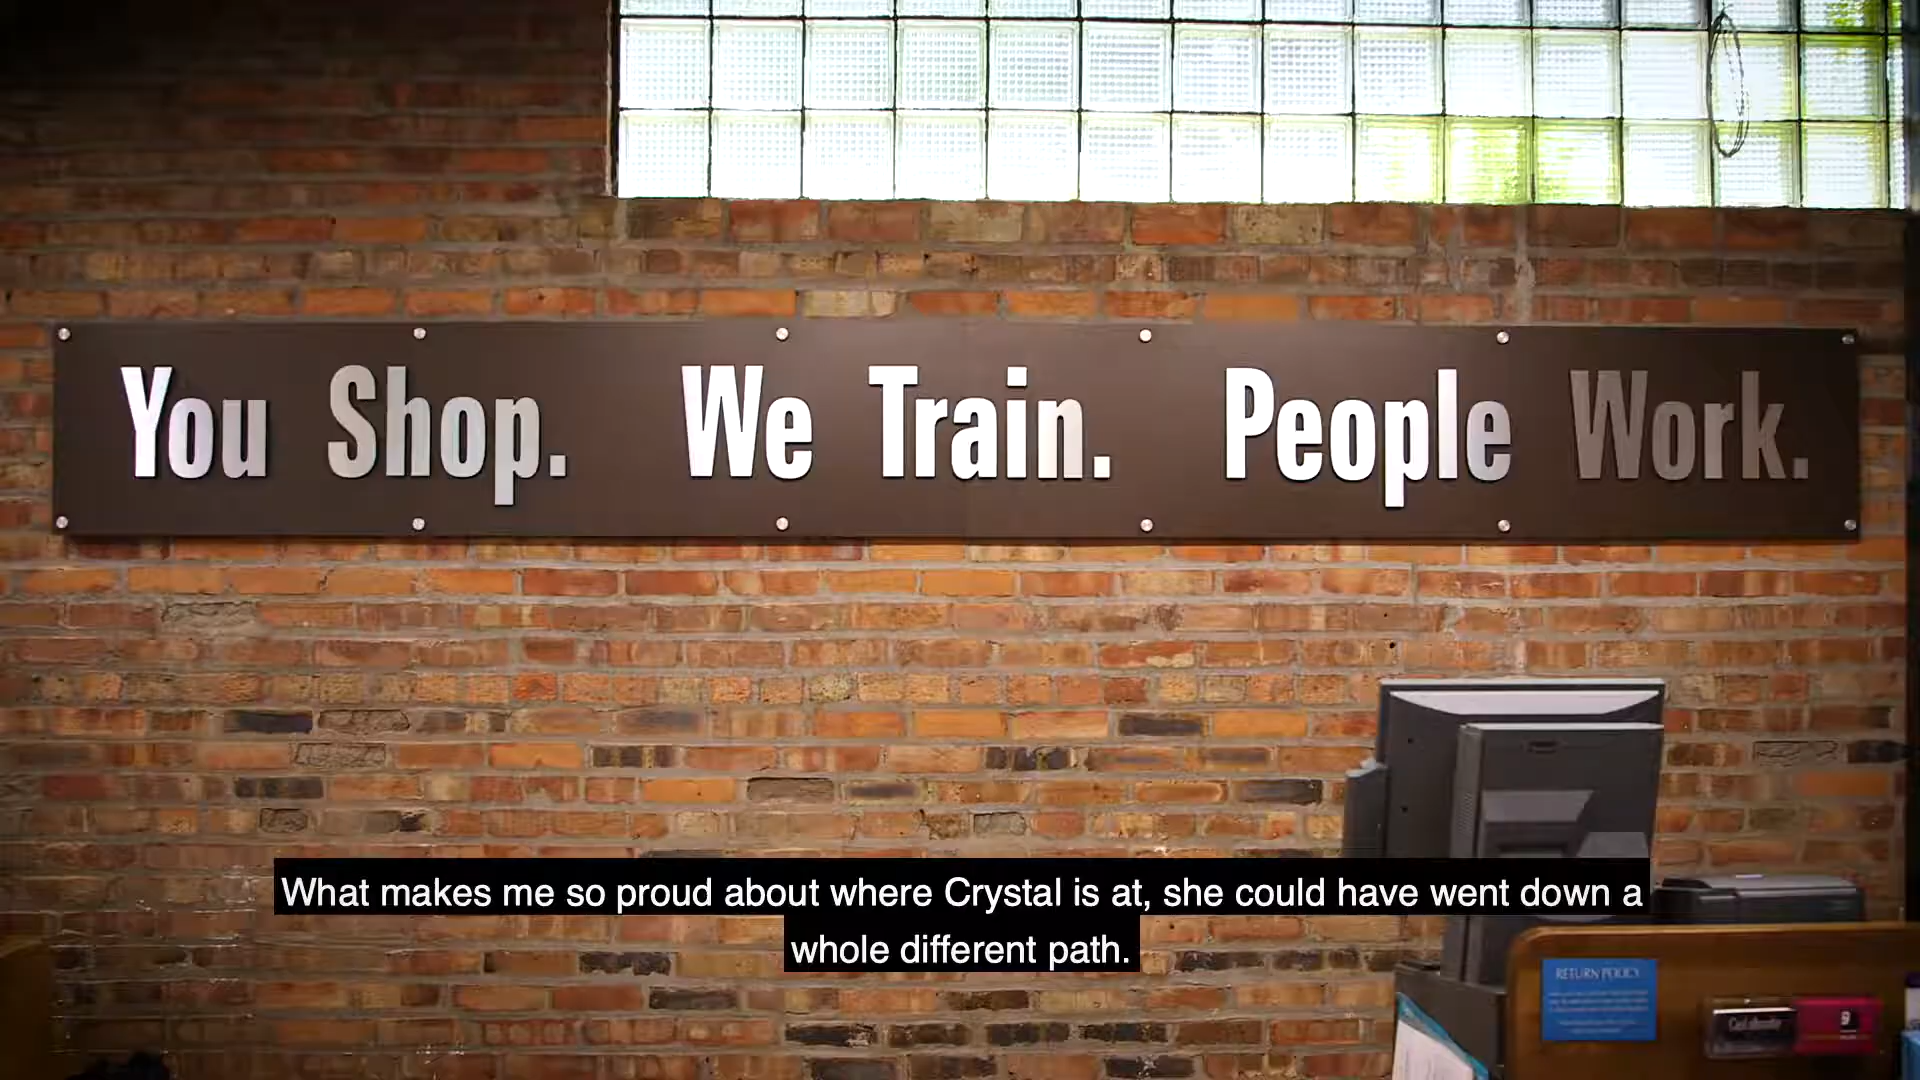 You Shop. We Train. People Work.
What makes me so proud about where Crystal is at, she could have went down a
whole different path.
RETURN POLICY
9